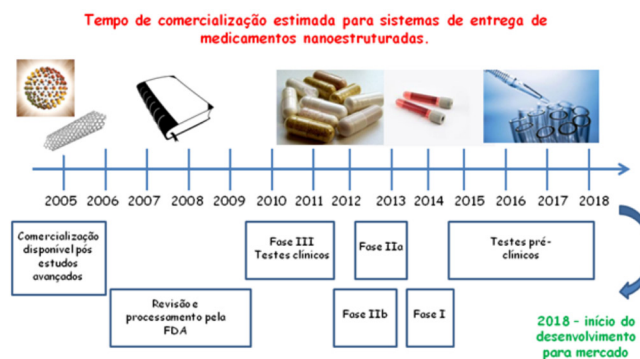 Tempo de comercialização estimada para sistemas de entrega de
medicamentos nanoestruturadas.
2005 2006 2007 2008 2009 2010 2011 2012 2013 2014 2015 2016 2017 2018
Comercialização
disponível pós
estudos
avançados
Fase III
Testes clínicos
Fase IIa
Testes pré-
clínicos
Revisão e
processamento pela
FDA
Fase IIb
Fase I
2018 - início do
desenvolvimento
para mercado